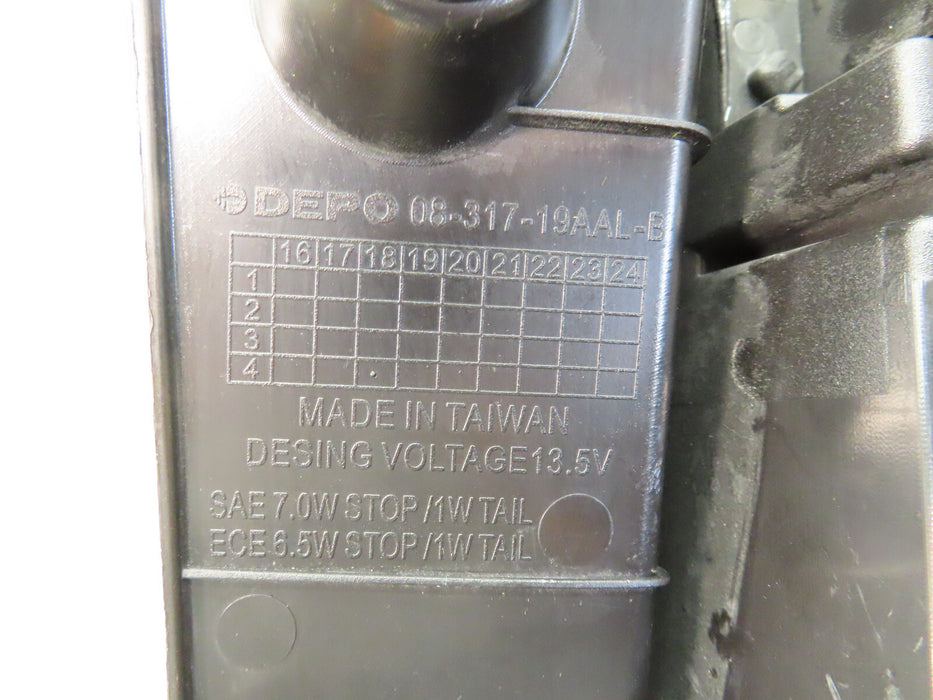 DEPO 08-317-19AAL-B
16 17 18 19 20 21 22 23 24
1
2
3
4
MADE IN TAIWAN
DESING VOLTAGE13.5V
SAE 7.0W STOP/1W TAIL
ECE 6.5W STOP/1W TAIL